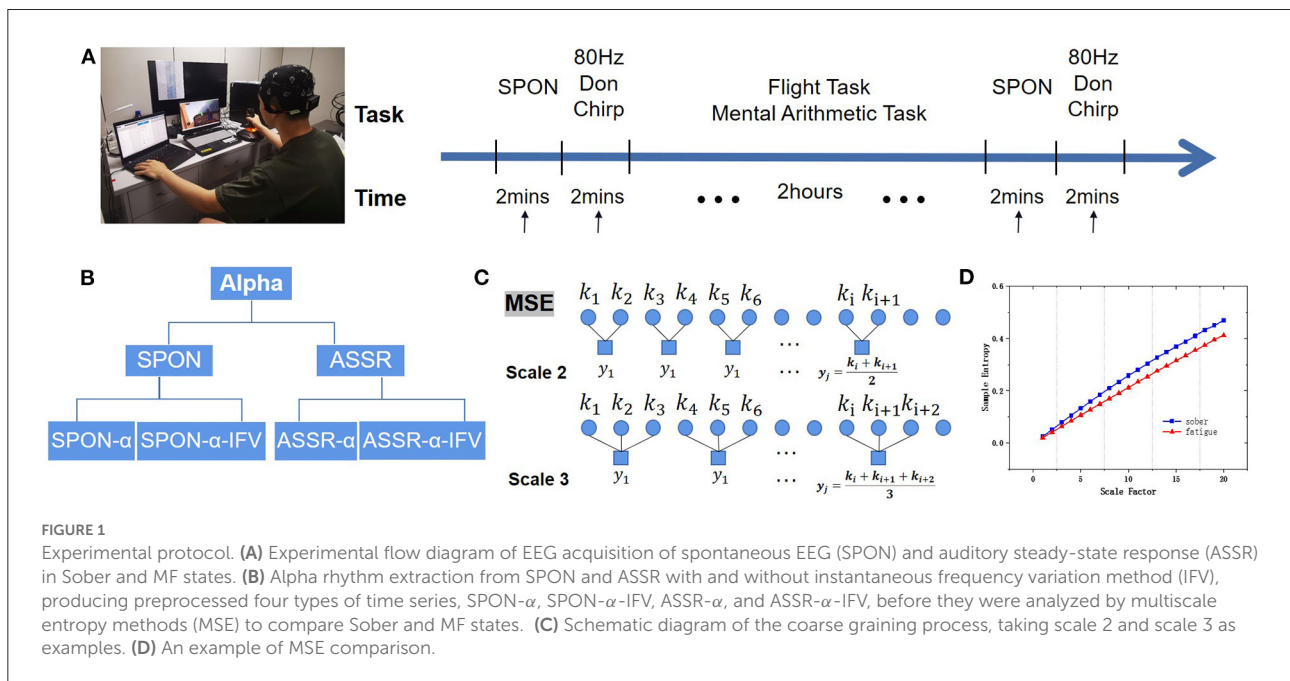 A
Task
Time
SPON
80Hz
Don
Chirp
Flight Task
Mental Arithmetic Task
SPON
80Hz
Don
Chirp
2mins
2mins
• • •
2hours
• • •
2mins
2mins
B
Alpha
SPON
ASSR
SPON-α
SPON-α-IFV
ASSR-α
ASSR-α-IFV
C
MSE
k₁ k₂ k₃ k₄ k₅ k₆ kᵢ kᵢ₊₁
Scale 2
y₁ y₁ y₁ ... yⱼ = (kᵢ + kᵢ₊₁)/2
k₁ k₂ k₃ k₄ k₅ k₆ kᵢ kᵢ₊₁ kᵢ₊₂
Scale 3
y₁ y₁ ... yⱼ = (kᵢ + kᵢ₊₁ + kᵢ₊₂)/3
D
0.6
0.4
0.2
0.0
Sample Entropy
sober
fatigue
0 5 10 15 20
Scale Factor
FIGURE 1
Experimental protocol. (A) Experimental flow diagram of EEG acquisition of spontaneous EEG (SPON) and auditory steady-state response (ASSR)
in Sober and MF states. (B) Alpha rhythm extraction from SPON and ASSR with and without instantaneous frequency variation method (IFV),
producing preprocessed four types of time series, SPON-α, SPON-α-IFV, ASSR-α, and ASSR-α-IFV, before they were analyzed by multiscale
entropy methods (MSE) to compare Sober and MF states. (C) Schematic diagram of the coarse graining process, taking scale 2 and scale 3 as
examples. (D) An example of MSE comparison.